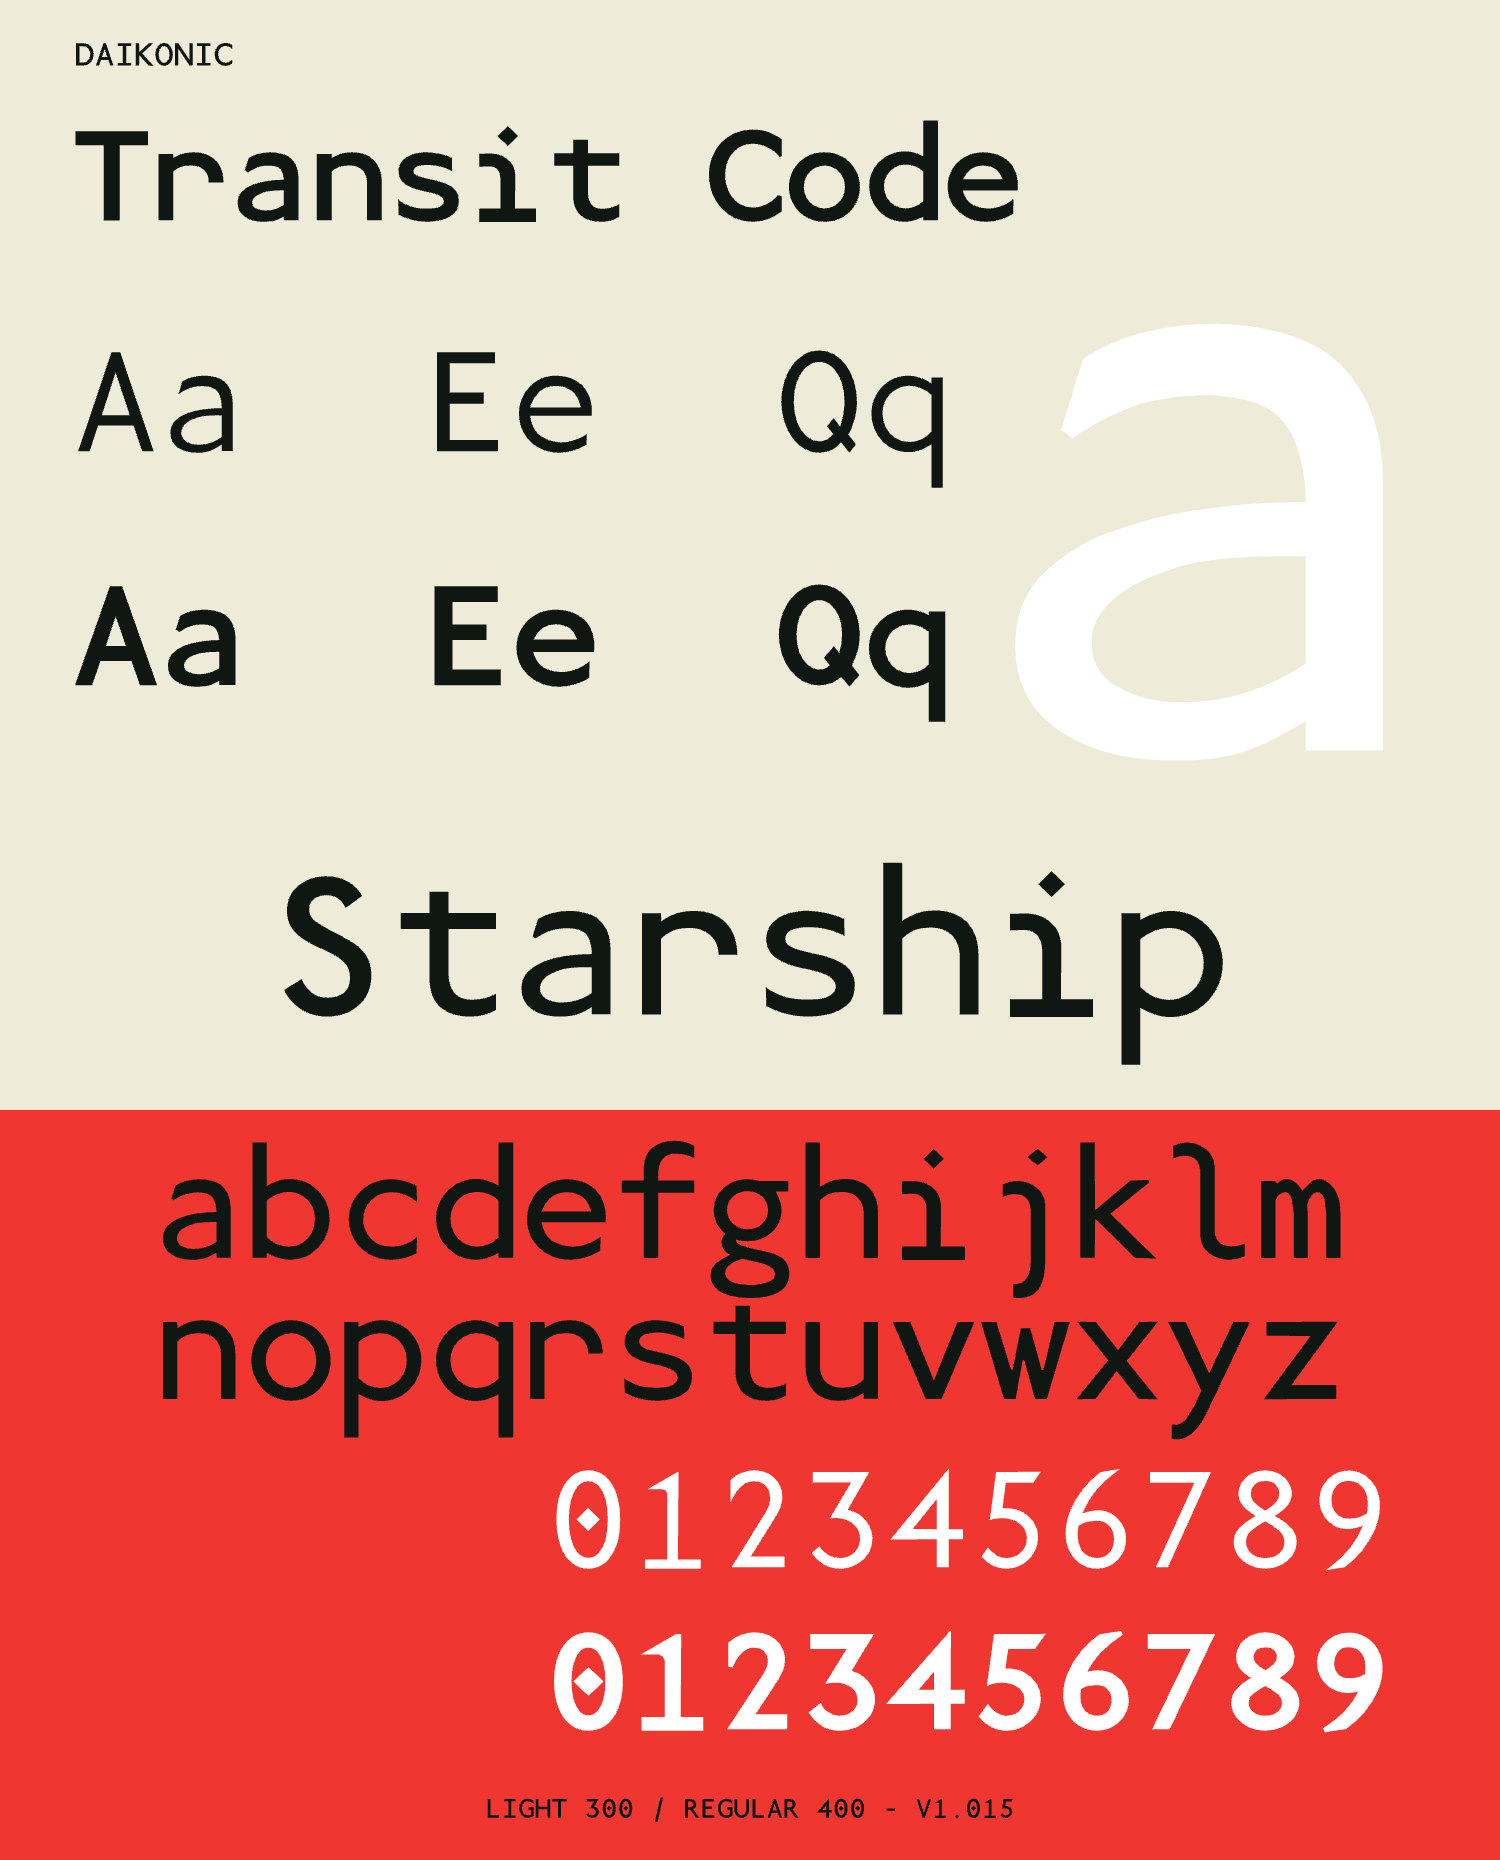 DAIKONIC
Transit Code
Aa Ee Qq
Aa Ee Qq
a
Starship
abcdefghijklm
nopqrstuvwxyz
0123456789
0123456789
LIGHT 300 / REGULAR 400 - V1.015